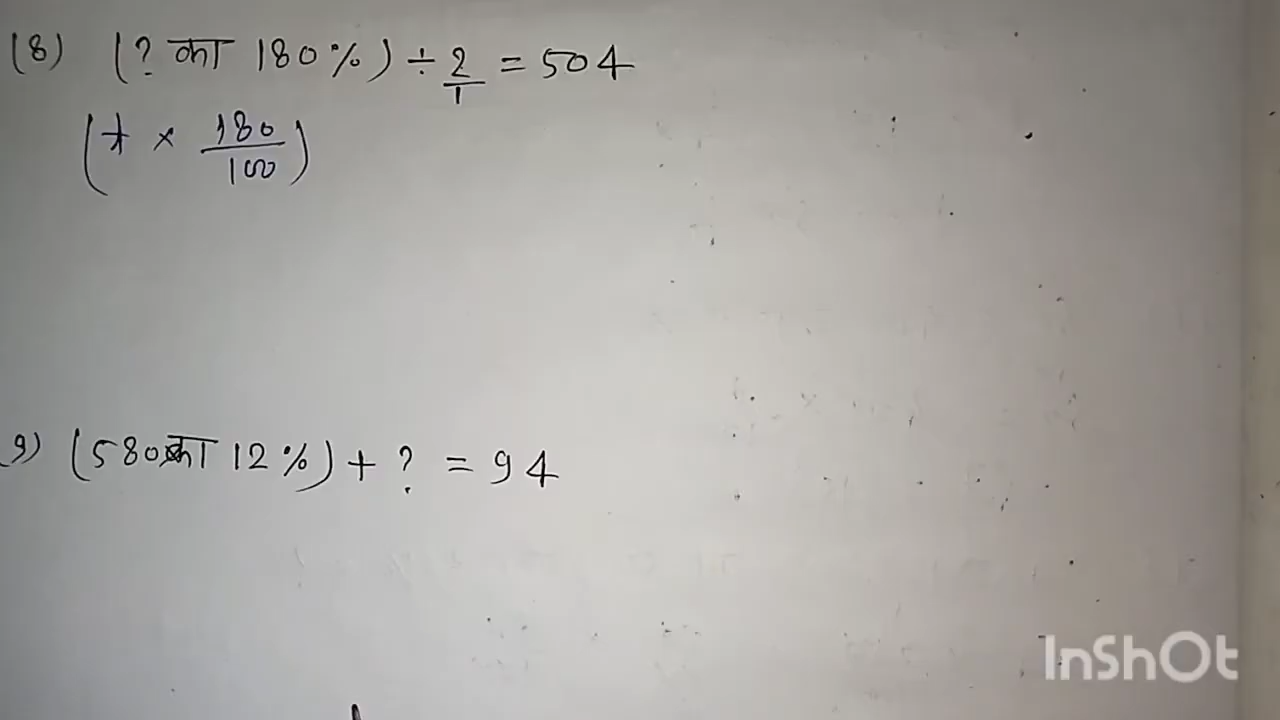 (8) (? का 180%) ÷ 2/1 = 504
(x × 180/100)
9) (580 का 12%) + ? = 94
InShOt